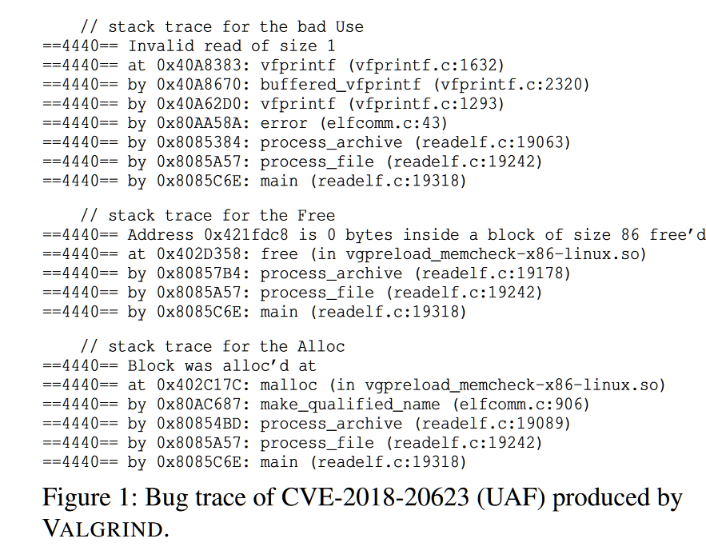 // stack trace for the bad Use
==4440== Invalid read of size 1
==4440== at 0x40A8383: vfprintf (vfprintf.c:1632)
==4440== by 0x40A8670: buffered_vfprintf (vfprintf.c:2320)
==4440== by 0x40A62D0: vfprintf (vfprintf.c:1293)
==4440== by 0x80AA58A: error (elfcomm.c:43)
==4440== by 0x8085384: process_archive (readelf.c:19063)
==4440== by 0x8085A57: process_file (readelf.c:19242)
==4440== by 0x8085C6E: main (readelf.c:19318)
// stack trace for the Free
==4440== Address 0x421fdc8 is 0 bytes inside a block of size 86 free’d
==4440== at 0x402D358: free (in vgpreload_memcheck-x86-linux.so)
==4440== by 0x80857B4: process_archive (readelf.c:19178)
==4440== by 0x8085A57: process_file (readelf.c:19242)
==4440== by 0x8085C6E: main (readelf.c:19318)
// stack trace for the Alloc
==4440== Block was alloc’d at
==4440== at 0x402C17C: malloc (in vgpreload_memcheck-x86-linux.so)
==4440== by 0x80AC687: make_qualified_name (elfcomm.c:906)
==4440== by 0x80854BD: process_archive (readelf.c:19089)
==4440== by 0x8085A57: process_file (readelf.c:19242)
==4440== by 0x8085C6E: main (readelf.c:19318)
Figure 1: Bug trace of CVE-2018-20623 (UAF) produced by
VALGRIND.